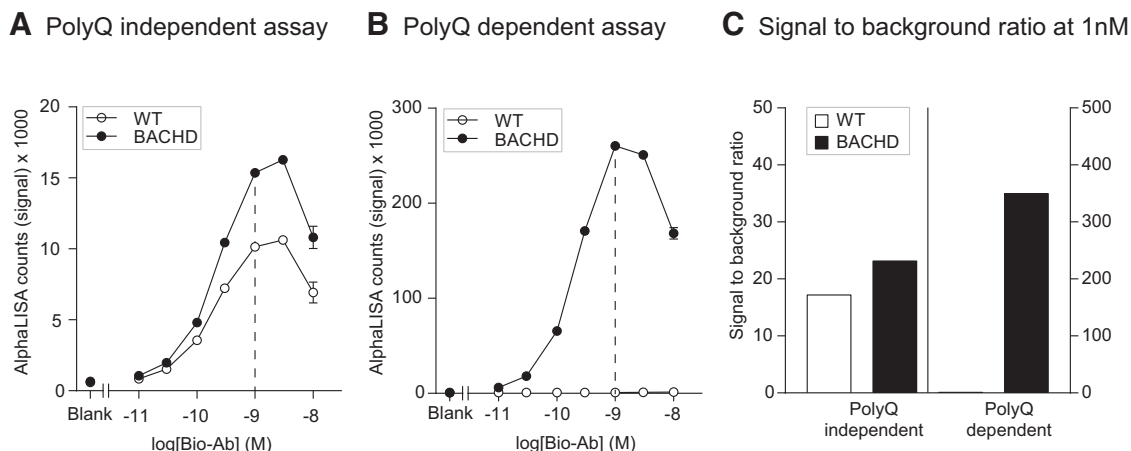 A PolyQ independent assay
AlphaLISA counts (signal) x 1000
20
15
10
5
0
WT
BACHD
Blank -11 -10 -9 -8
log[Bio-Ab] (M)
B PolyQ dependent assay
AlphaLISA counts (signal) x 1000
300
200
100
0
WT
BACHD
Blank -11 -10 -9 -8
log[Bio-Ab] (M)
C Signal to background ratio at 1nM
Signal to background ratio
50
40
30
20
10
0
WT
BACHD
500
400
300
200
100
0
PolyQ
independent
PolyQ
dependent